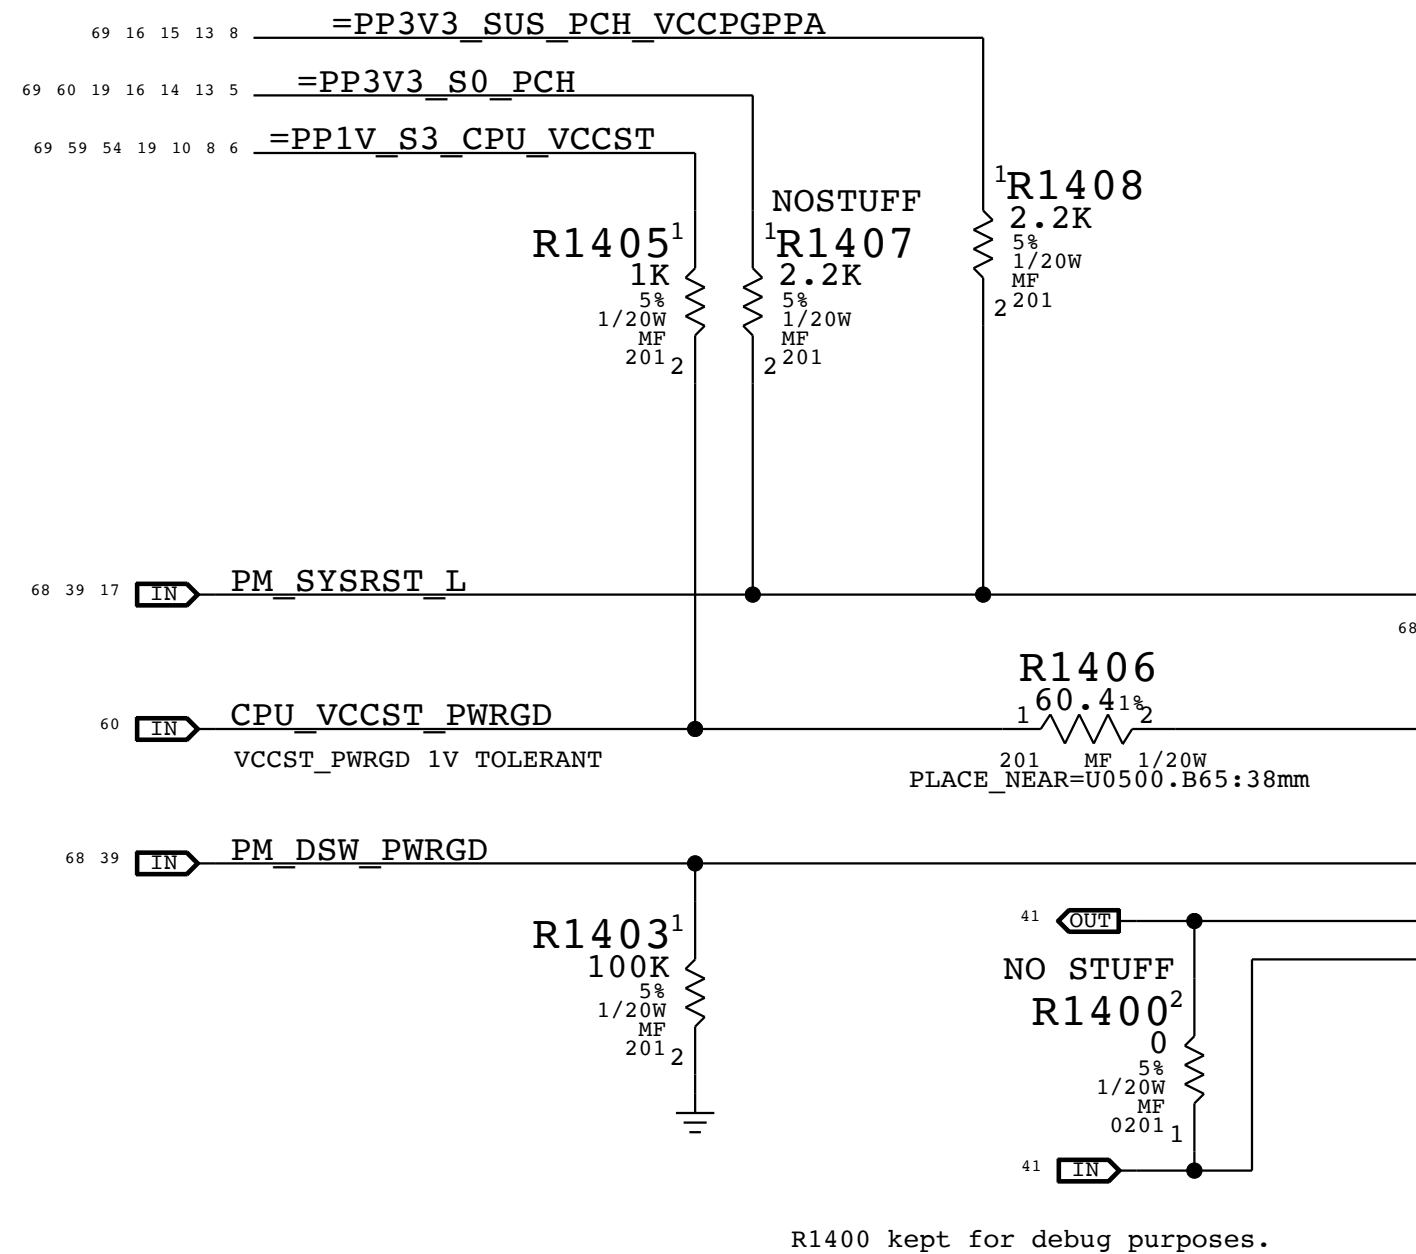 69 16 15 13 8 =PP3V3_SUS_PCH_VCCPGPPA
69 60 19 16 14 13 5 =PP3V3_S0_PCH
69 59 54 19 10 8 6 =PP1V_S3_CPU_VCCST
1 R1408
2.2K
5%
1/20W
MF
201 2
NOSTUFF
R1405 1
1K
5%
1/20W
MF
201 2
1 R1407
2.2K
5%
1/20W
MF
2 201
68 39 17 IN PM_SYSRST_L
68
R1406
60.4 1%
1 2
60 IN CPU_VCCST_PWRGD
VCCST_PWRGD 1V TOLERANT
201 MF 1/20W
PLACE_NEAR=U0500.B65:38mm
68 39 IN PM_DSW_PWRGD
R1403 1
100K
5%
1/20W
MF
201 2
41 OUT
NO STUFF
R1400 2
0
5%
1/20W
MF
0201 1
41 IN
R1400 kept for debug purposes.